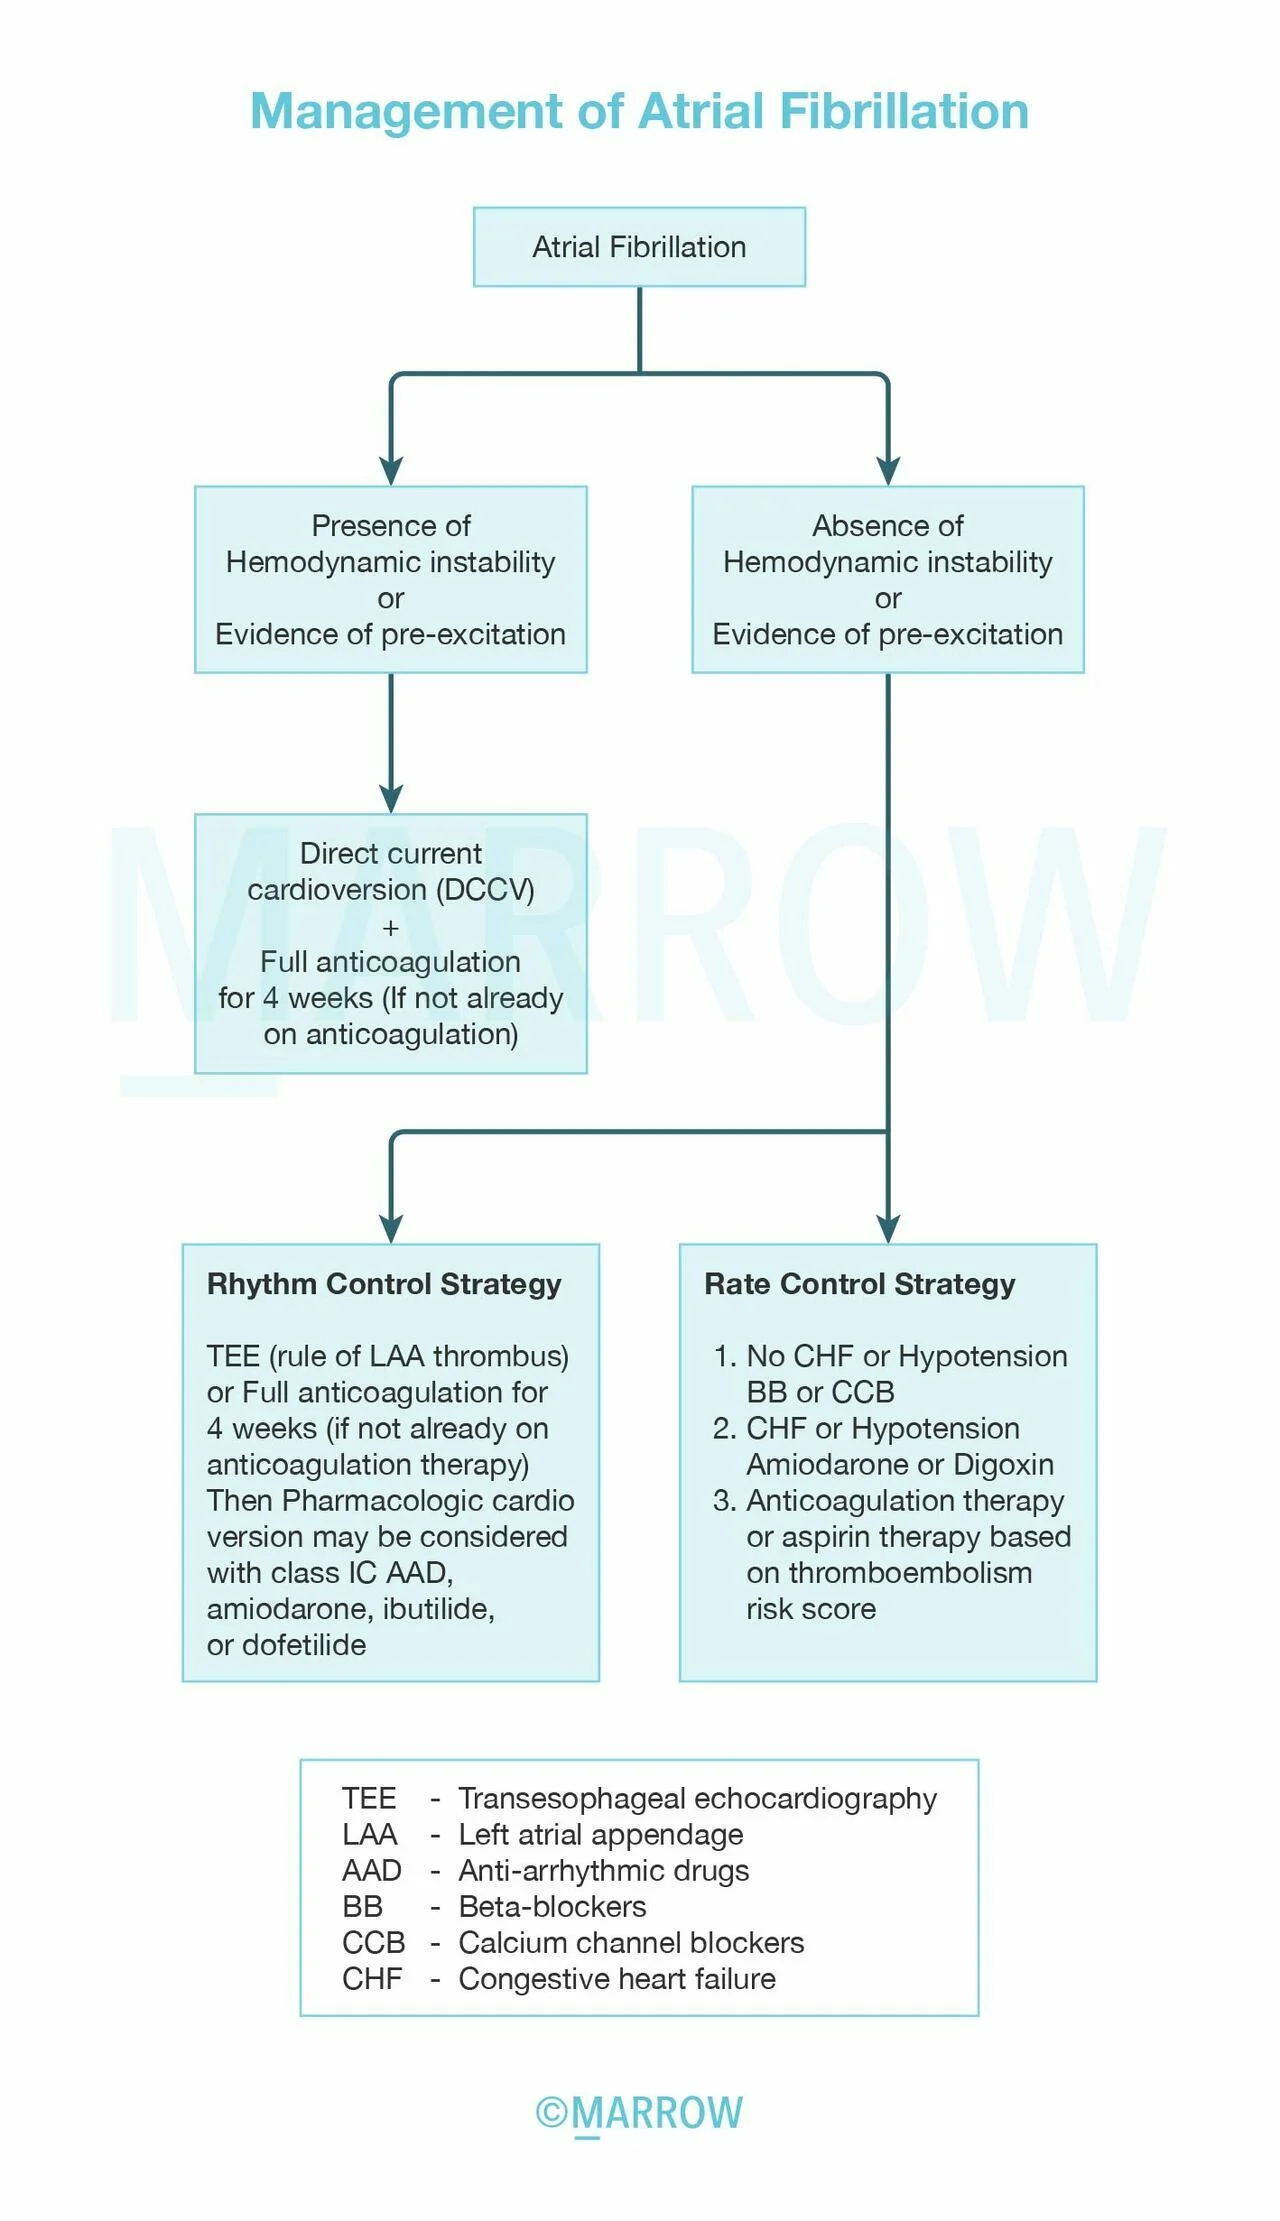 Management of Atrial Fibrillation
Atrial Fibrillation
Presence of
Hemodynamic instability
or
Evidence of pre-excitation
Absence of
Hemodynamic instability
or
Evidence of pre-excitation
Direct current
cardioversion (DCCV)
+
Full anticoagulation
for 4 weeks (If not already
on anticoagulation)
MARROW
Rhythm Control Strategy
TEE (rule of LAA thrombus)
or Full anticoagulation for
4 weeks (if not already on
anticoagulation therapy)
Then Pharmacologic cardio
version may be considered
with class IC AAD,
amiodarone, ibutilide,
or dofetilide
Rate Control Strategy
1. No CHF or Hypotension
BB or CCB
2. CHF or Hypotension
Amiodarone or Digoxin
3. Anticoagulation therapy
or aspirin therapy based
on thromboembolism
risk score
TEE - Transesophageal echocardiography
LAA - Left atrial appendage
AAD - Anti-arrhythmic drugs
BB - Beta-blockers
CCB - Calcium channel blockers
CHF - Congestive heart failure
©MARROW